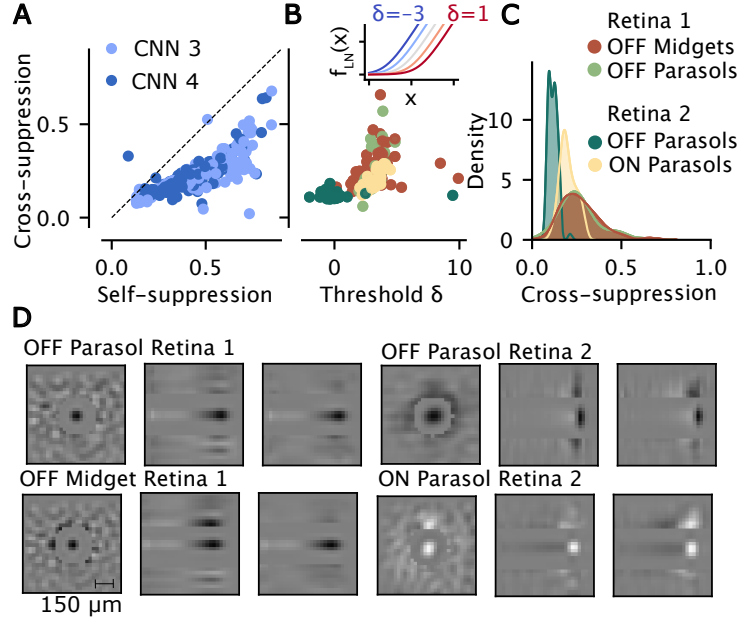 A
CNN 3
CNN 4
Cross−suppression
0.5
0.0
0.0
0.5
Self−suppression
B
δ=−3
δ=1
f_LN(x)
x
0
10
Threshold δ
C
Retina 1
OFF Midgets
OFF Parasols
Retina 2
OFF Parasols
ON Parasols
Density
10
5
0
0.0
0.5
1.0
Cross−suppression
D
OFF Parasol Retina 1
OFF Parasol Retina 2
OFF Midget Retina 1
ON Parasol Retina 2
150 μm